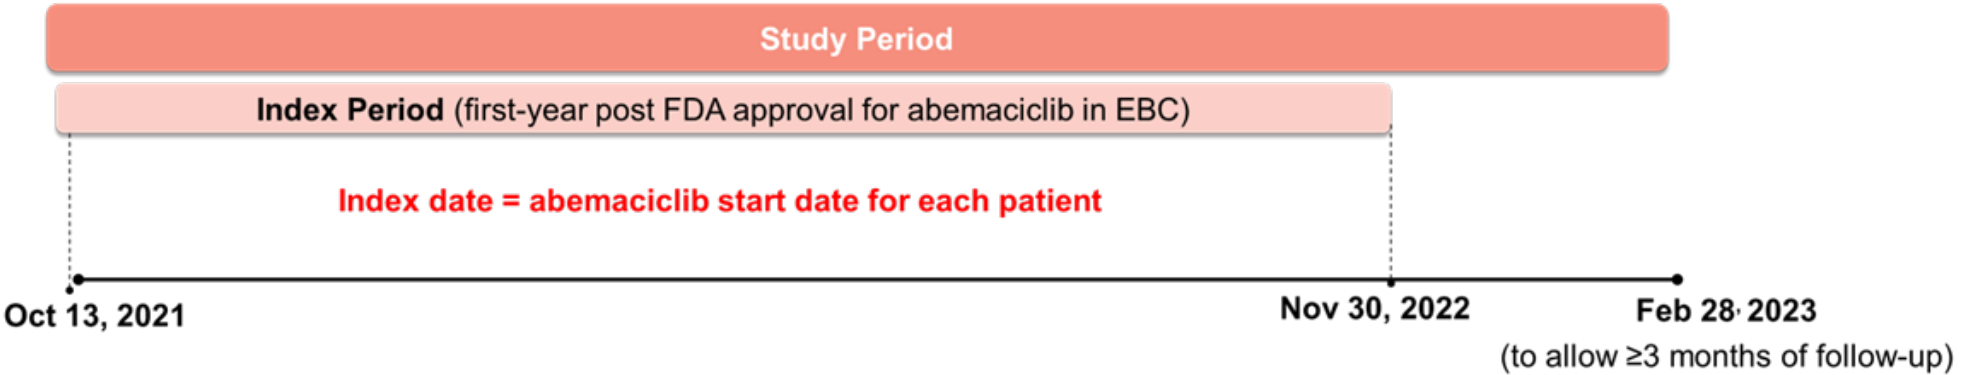 Study Period
Index Period (first-year post FDA approval for abemaciclib in EBC)
Index date = abemaciclib start date for each patient
Oct 13, 2021
Nov 30, 2022
Feb 28, 2023
(to allow ≥3 months of follow-up)